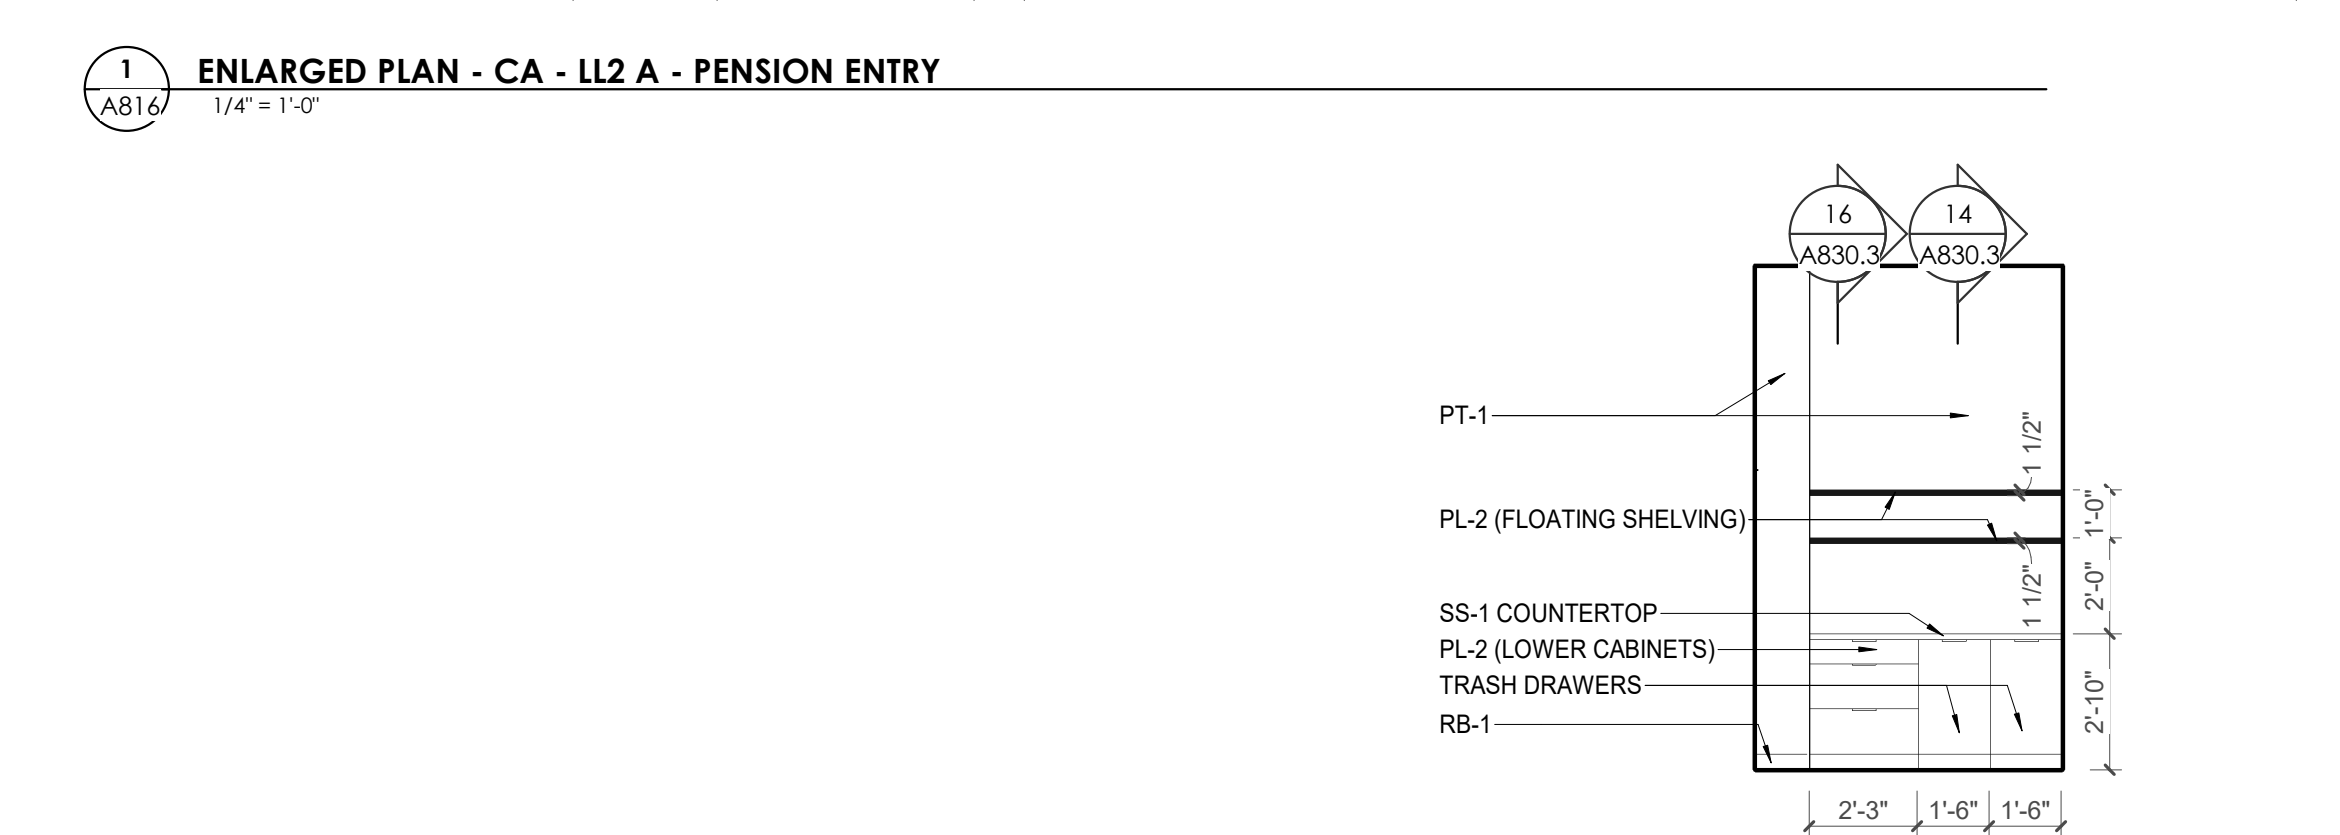 1
ENLARGED PLAN - CA - LL2 A - PENSION ENTRY
A816
1/4" = 1'-0"
16
14
A830.3
A830.3
PT-1
1 1/2"
PL-2 (FLOATING SHELVING)
1'-0"
1 1/2"
2'-0"
SS-1 COUNTERTOP
PL-2 (LOWER CABINETS)
TRASH DRAWERS
2'-10"
RB-1
2'-3"
1'-6"
1'-6"